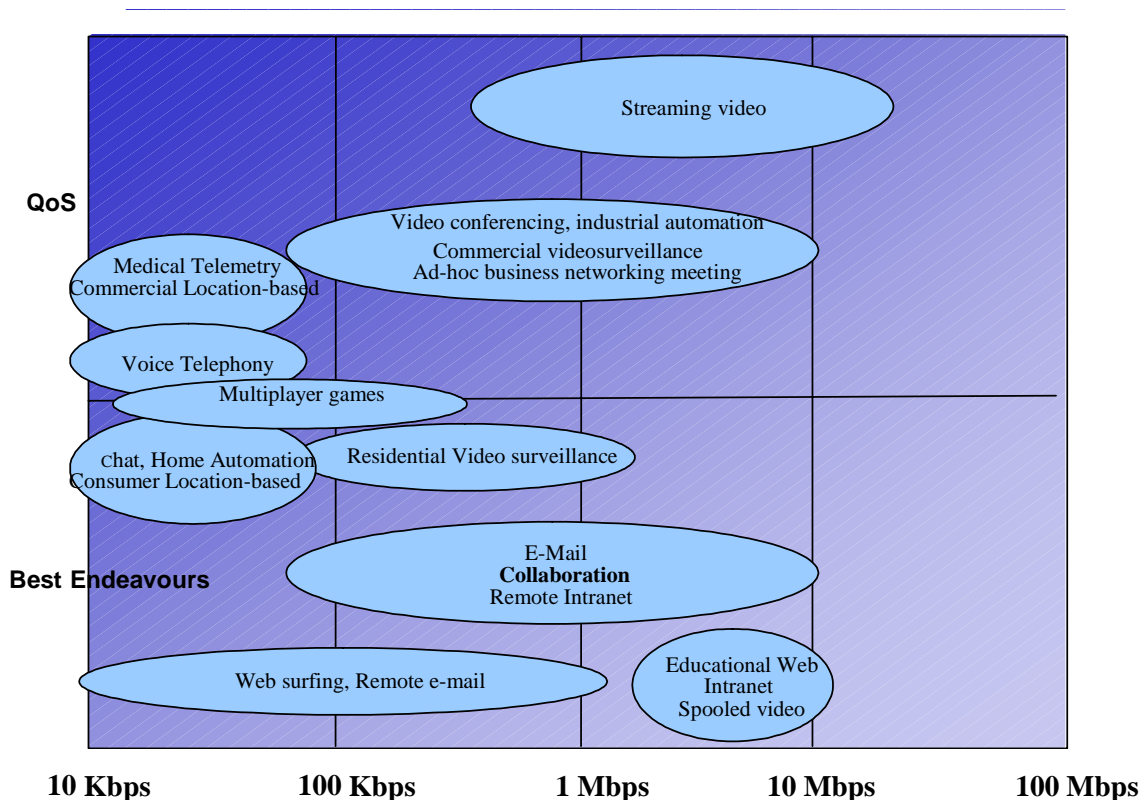 Streaming video
QoS
Video conferencing, industrial automation
Commercial videosurveillance
Ad-hoc business networking meeting
Medical Telemetry
Commercial Location-based
Voice Telephony
Multiplayer games
Chat, Home Automation
Consumer Location-based
Residential Video surveillance
Best Endeavours
E-Mail
Collaboration
Remote Intranet
Web surfing, Remote e-mail
Educational Web
Intranet
Spooled video
10 Kbps 100 Kbps 1 Mbps 10 Mbps 100 Mbps